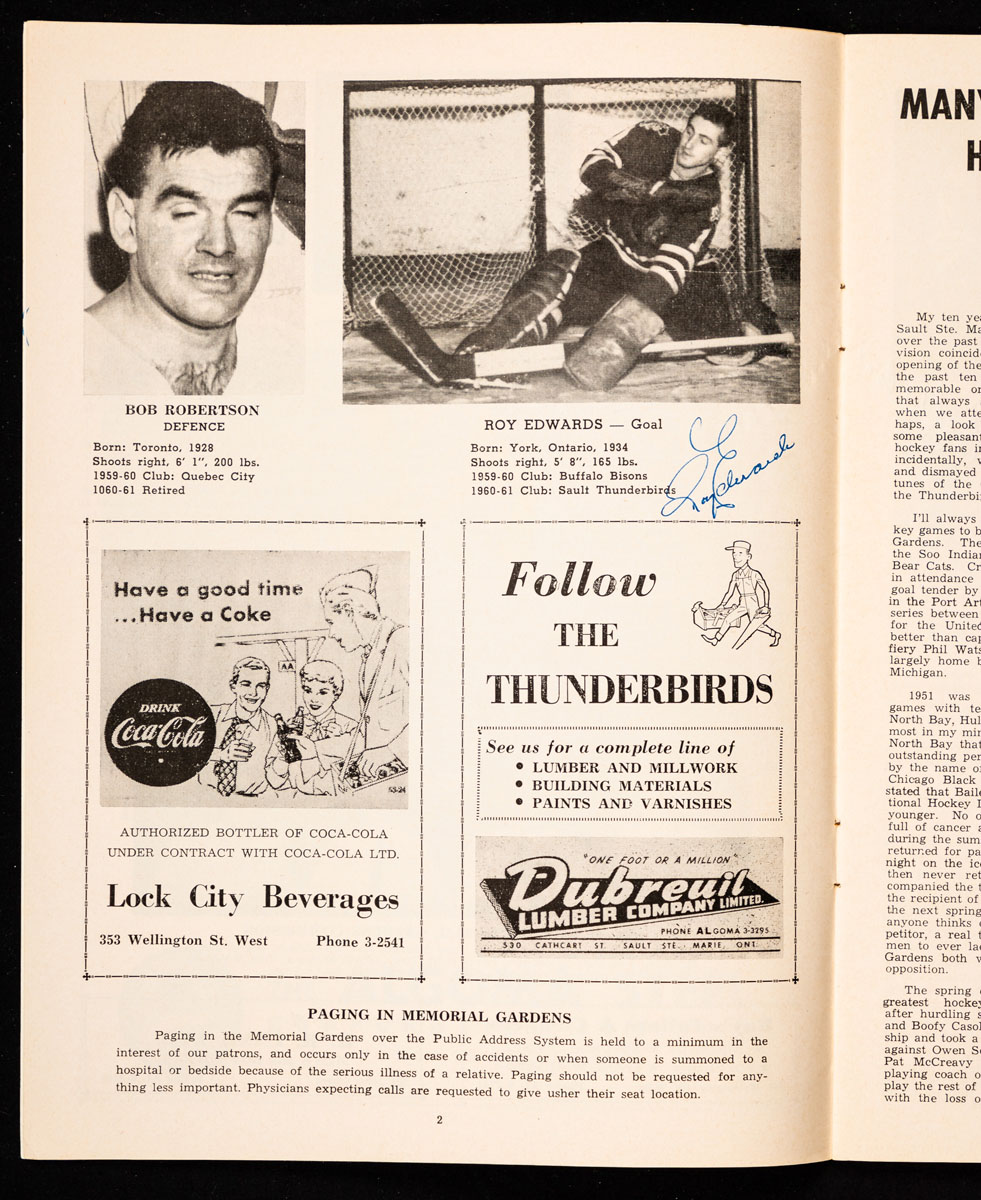 BOB ROBERTSON
DEFENCE
Born: Toronto, 1928
Shoots right, 6' 1", 200 lbs.
1959-60 Club: Quebec City
1060-61 Retired
ROY EDWARDS — Goal
Born: York, Ontario, 1934
Shoots right, 5' 8", 165 lbs.
1959-60 Club: Buffalo Bisons
1960-61 Club: Sault Thunderbirds
Roy Edwards
Have a good time
...Have a Coke
AA
DRINK
Coca-Cola
53-24
AUTHORIZED BOTTLER OF COCA-COLA
UNDER CONTRACT WITH COCA-COLA LTD.
Lock City Beverages
353 Wellington St. West Phone 3-2541
Follow
THE
THUNDERBIRDS
See us for a complete line of
• LUMBER AND MILLWORK
• BUILDING MATERIALS
• PAINTS AND VARNISHES
"ONE FOOT OR A MILLION"
Dubreuil
LUMBER COMPANY LIMITED.
PHONE ALGOMA 3-3295
530 CATHCART ST. SAULT STE. MARIE, ONT.
PAGING IN MEMORIAL GARDENS
Paging in the Memorial Gardens over the Public Address System is held to a minimum in the
interest of our patrons, and occurs only in the case of accidents or when someone is summoned to a
hospital or bedside because of the serious illness of a relative. Paging should not be requested for any-
thing less important. Physicians expecting calls are requested to give usher their seat location.
2
MANY
H
My ten yea
Sault Ste. Ma
over the past
vision coincid
opening of the
the past ten
memorable or
that always
when we atte
haps, a look
some pleasant
hockey fans in
incidentally, v
and dismayed
tunes of the
the Thunderbi
I'll always
key games to b
Gardens. The
the Soo Indian
Bear Cats. Cr
in attendance
goal tender by
in the Port Art
series between
for the United
better than cap
fiery Phil Wats
largely home b
Michigan.
1951 was
games with te
North Bay, Hul
most in my min
North Bay that
outstanding per
by the name o
Chicago Black
stated that Baile
tional Hockey L
younger. No o
full of cancer a
during the sum
returned for pa
night on the ice
then never ret
companied the t
the recipient of
the next spring
anyone thinks o
petitor, a real t
men to ever lac
Gardens both v
opposition.
The spring o
greatest hockey
after hurdling s
and Boofy Casol
ship and took a
against Owen So
Pat McCreavy
playing coach o
play the rest of
with the loss o